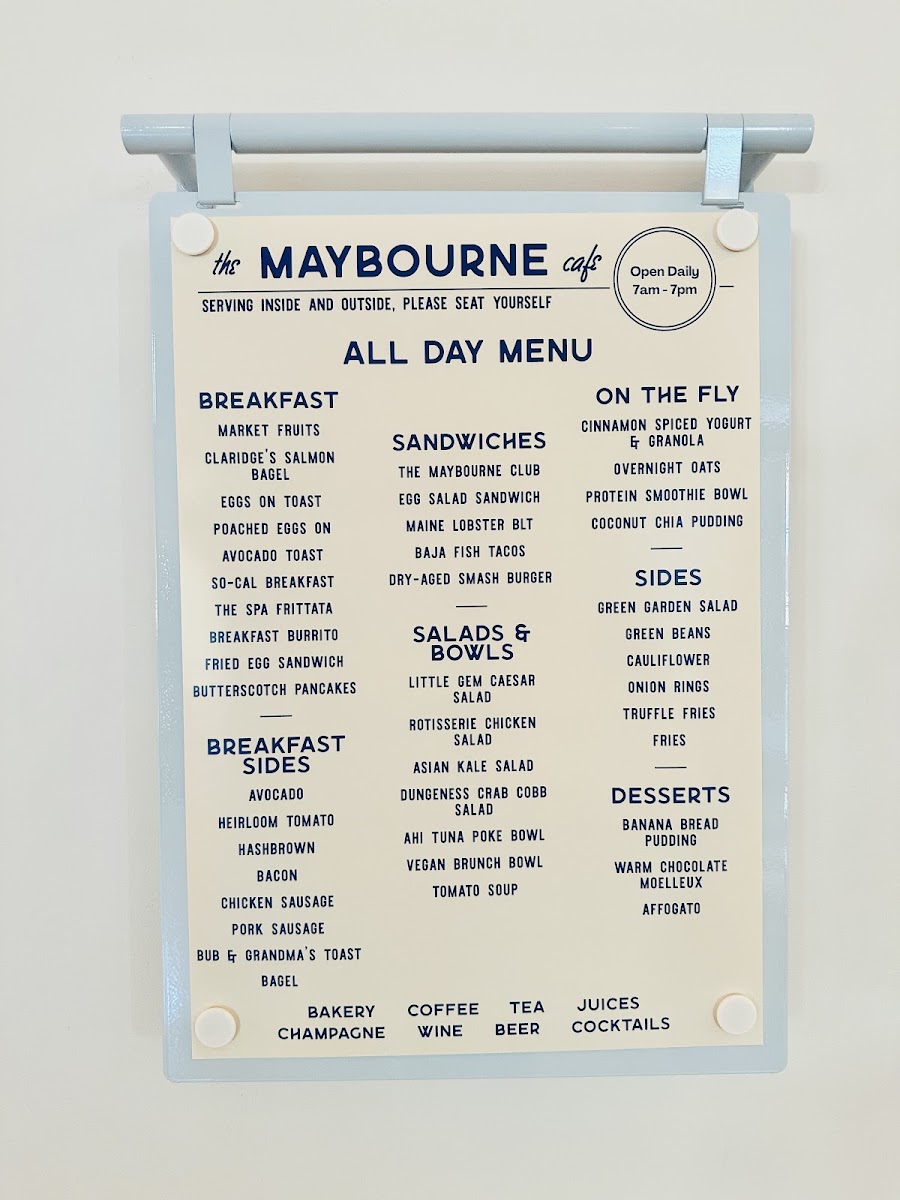 the MAYBOURNE cafe
Open Daily
7am - 7pm
SERVING INSIDE AND OUTSIDE, PLEASE SEAT YOURSELF
ALL DAY MENU
BREAKFAST
MARKET FRUITS
CLARIDGE'S SALMON
BAGEL
EGGS ON TOAST
POACHED EGGS ON
AVOCADO TOAST
SO-CAL BREAKFAST
THE SPA FRITTATA
BREAKFAST BURRITO
FRIED EGG SANDWICH
BUTTERSCOTCH PANCAKES
BREAKFAST
SIDES
AVOCADO
HEIRLOOM TOMATO
HASHBROWN
BACON
CHICKEN SAUSAGE
PORK SAUSAGE
BUB & GRANDMA'S TOAST
BAGEL
SANDWICHES
THE MAYBOURNE CLUB
EGG SALAD SANDWICH
MAINE LOBSTER BLT
BAJA FISH TACOS
DRY-AGED SMASH BURGER
SALADS &
BOWLS
LITTLE GEM CAESAR
SALAD
ROTISSERIE CHICKEN
SALAD
ASIAN KALE SALAD
DUNGENESS CRAB COBB
SALAD
AHI TUNA POKE BOWL
VEGAN BRUNCH BOWL
TOMATO SOUP
ON THE FLY
CINNAMON SPICED YOGURT
& GRANOLA
OVERNIGHT OATS
PROTEIN SMOOTHIE BOWL
COCONUT CHIA PUDDING
SIDES
GREEN GARDEN SALAD
GREEN BEANS
CAULIFLOWER
ONION RINGS
TRUFFLE FRIES
FRIES
DESSERTS
BANANA BREAD
PUDDING
WARM CHOCOLATE
MOELLEUX
AFFOGATO
BAKERY COFFEE TEA JUICES
CHAMPAGNE WINE BEER COCKTAILS